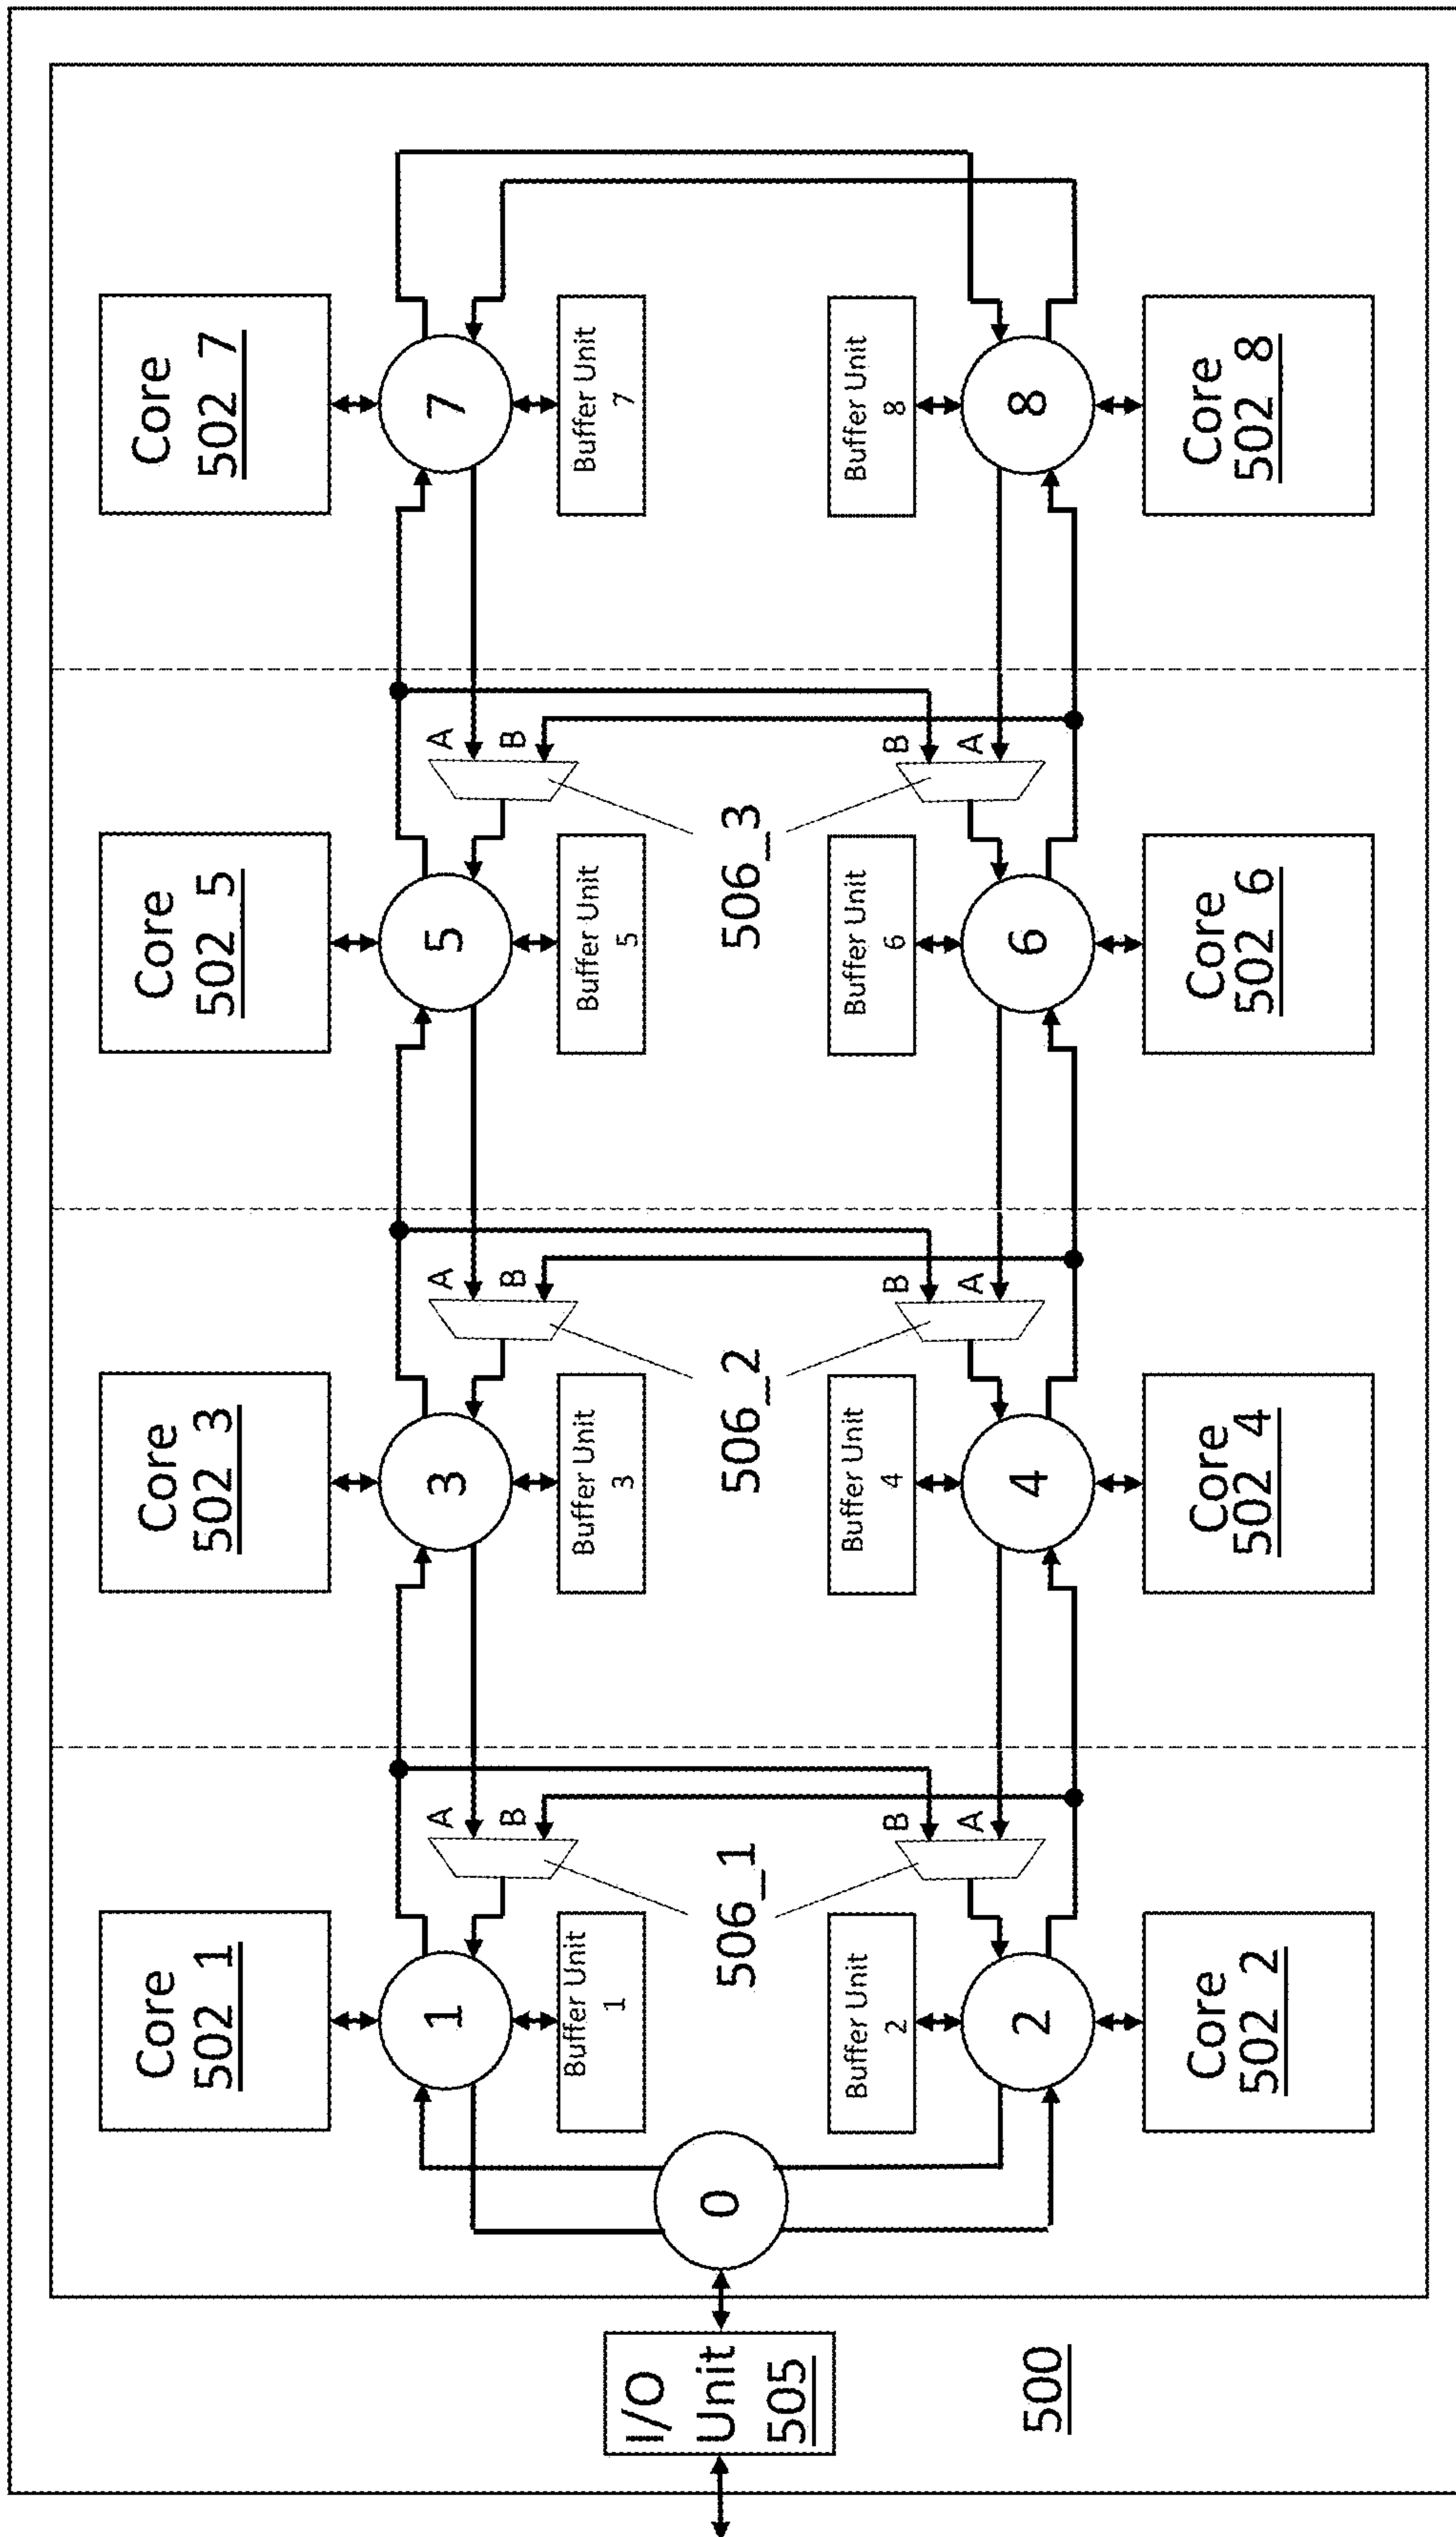 Core
502_1
Core
502_3
Core
502_5
Core
502_7
1
3
5
7
A
A
A
B
B
B
Buffer Unit
1
Buffer Unit
3
Buffer Unit
5
Buffer Unit
7
I/O
Unit
505
0
506_1
506_2
506_3
Buffer Unit
2
Buffer Unit
4
Buffer Unit
6
Buffer Unit
8
B
B
B
A
A
A
2
4
6
8
500
Core
502_2
Core
502_4
Core
502_6
Core
502_8